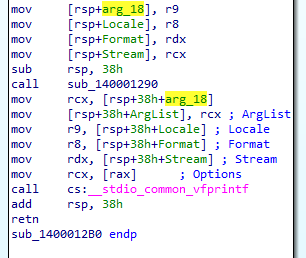 mov [rsp+arg_18], r9
mov [rsp+Locale], r8
mov [rsp+Format], rdx
mov [rsp+Stream], rcx
sub rsp, 38h
call sub_140001290
mov rcx, [rsp+38h+arg_18]
mov [rsp+38h+ArgList], rcx ; ArgList
mov r9, [rsp+38h+Locale] ; Locale
mov r8, [rsp+38h+Format] ; Format
mov rdx, [rsp+38h+Stream] ; Stream
mov rcx, [rax] ; Options
call cs:__stdio_common_vfprintf
add rsp, 38h
retn
sub_1400012B0 endp